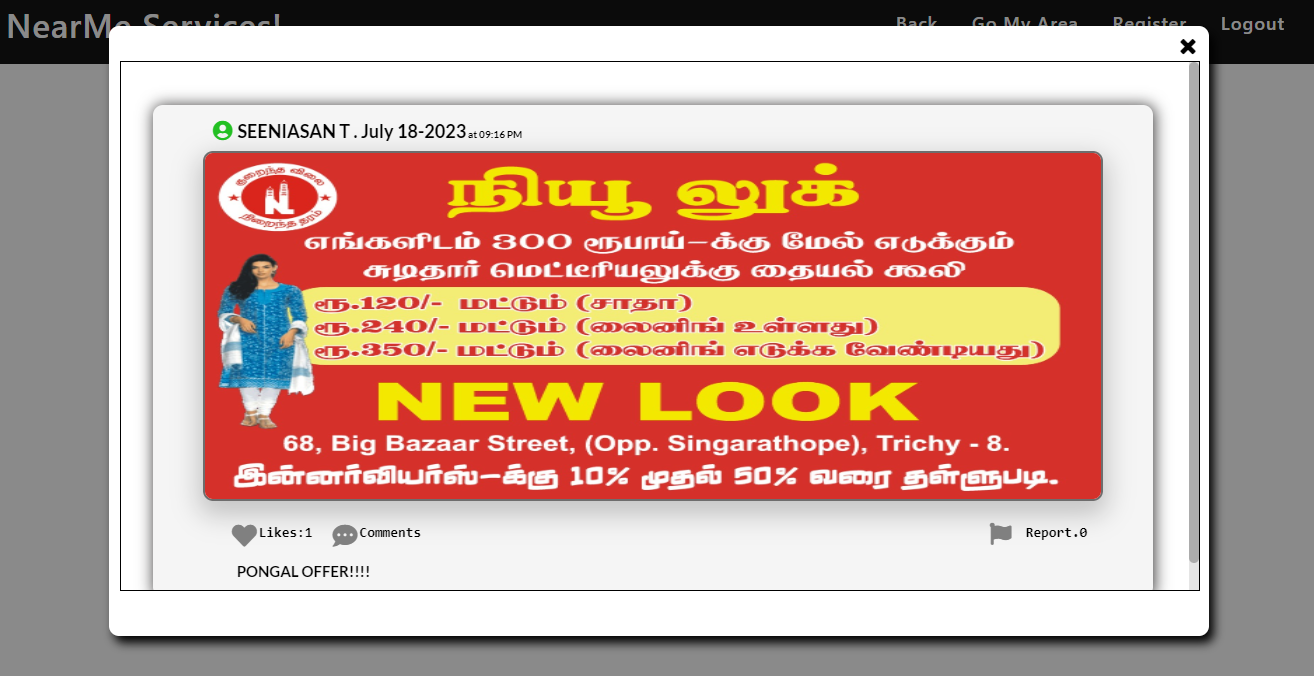 NearMe Services!
Back Go My Area Register Logout
SEENIASAN T . July 18-2023 at 09:16 PM
குறைந்த விலை
NL
நிறைந்த தரம்
நியூ லுக்
எங்களிடம் 300 ரூபாய்-க்கு மேல் எடுக்கும்
சுடிதார் மெட்டீரியலுக்கு தையல் கூலி
ரூ.120/- மட்டும் (சாதா)
ரூ.240/- மட்டும் (லைனிங் உள்ளது)
ரூ.350/- மட்டும் (லைனிங் எடுக்க வேண்டியது)
NEW LOOK
68, Big Bazaar Street, (Opp. Singarathope), Trichy - 8.
இன்னர்வியர்ஸ்-க்கு 10% முதல் 50% வரை தள்ளுபடி.
Likes:1 Comments Report.0
PONGAL OFFER!!!!